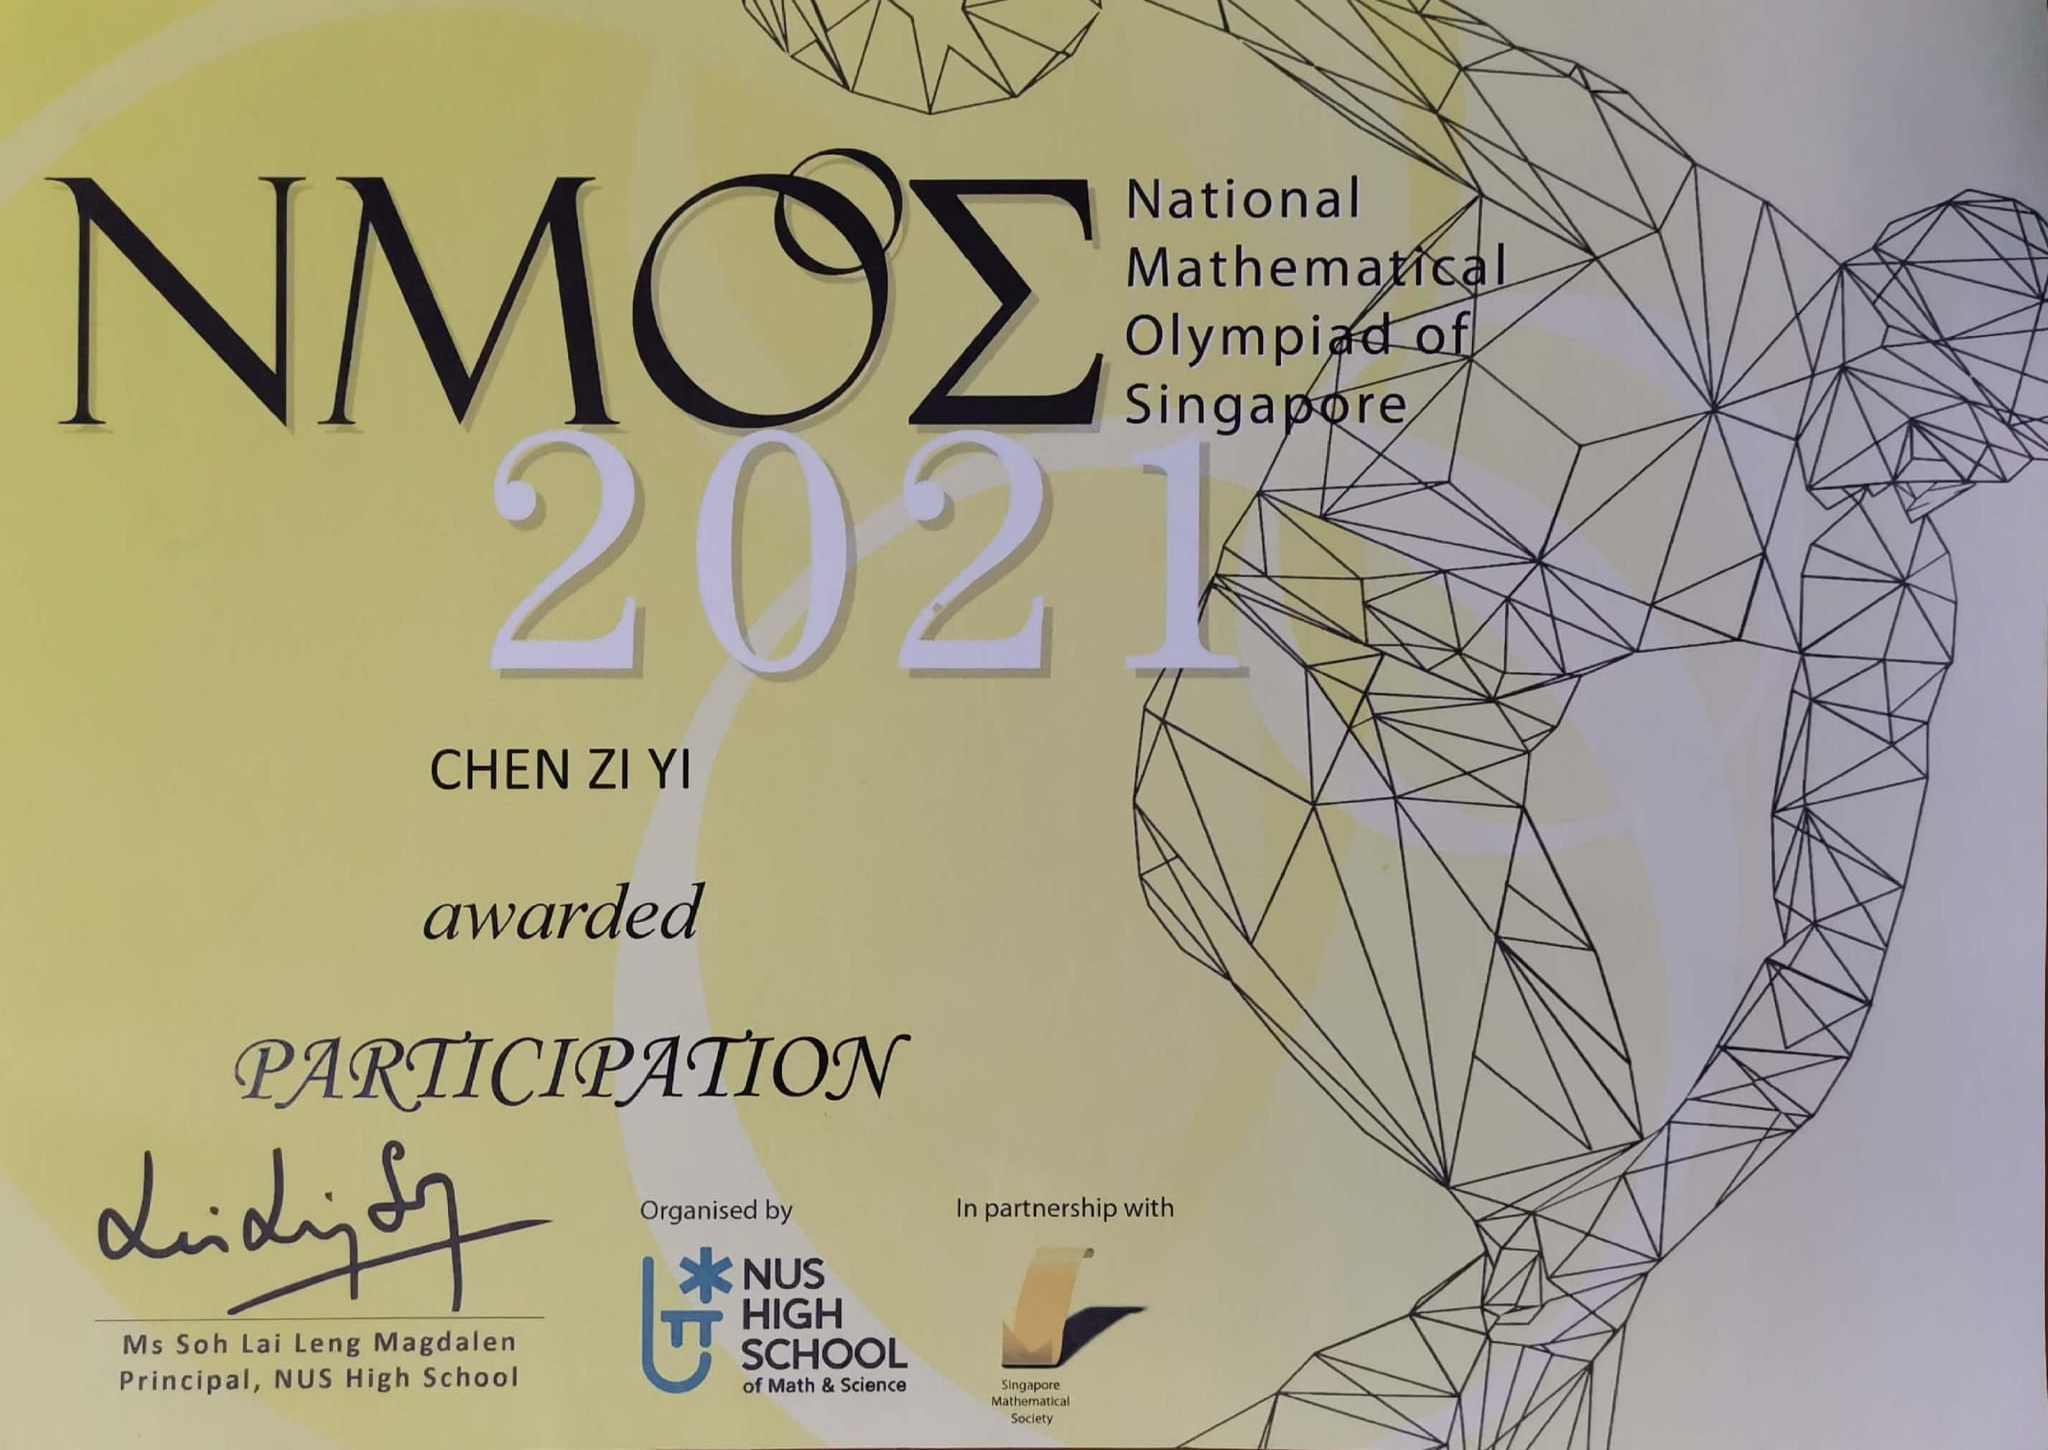 NMOΣ
National
Mathematical
Olympiad of
Singapore
2021
CHEN ZI YI
awarded
PARTICIPATION
Ms Soh Lai Leng Magdalen
Principal, NUS High School
Organised by
NUS
HIGH
SCHOOL
of Math & Science
In partnership with
Singapore
Mathematical
Society